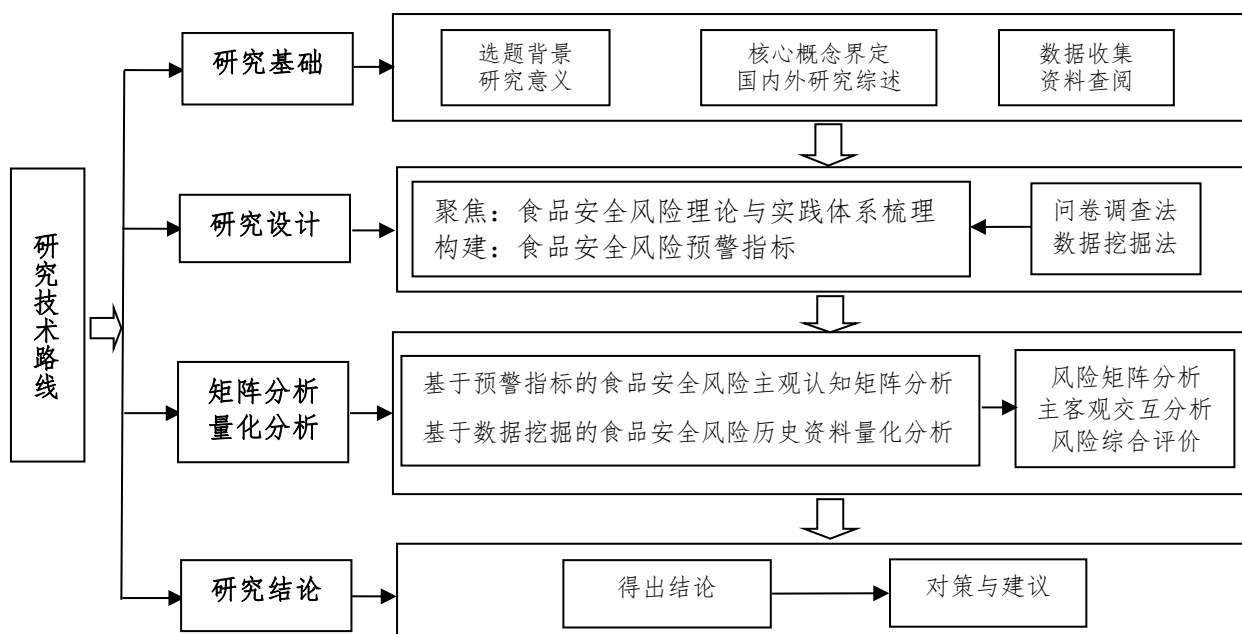 研究技术路线
研究基础
选题背景
研究意义
核心概念界定
国内外研究综述
数据收集
资料查阅
研究设计
聚焦：食品安全风险理论与实践体系梳理
构建：食品安全风险预警指标
问卷调查法
数据挖掘法
矩阵分析
量化分析
基于预警指标的食品安全风险主观认知矩阵分析
基于数据挖掘的食品安全风险历史资料量化分析
风险矩阵分析
主客观交互分析
风险综合评价
研究结论
得出结论
对策与建议